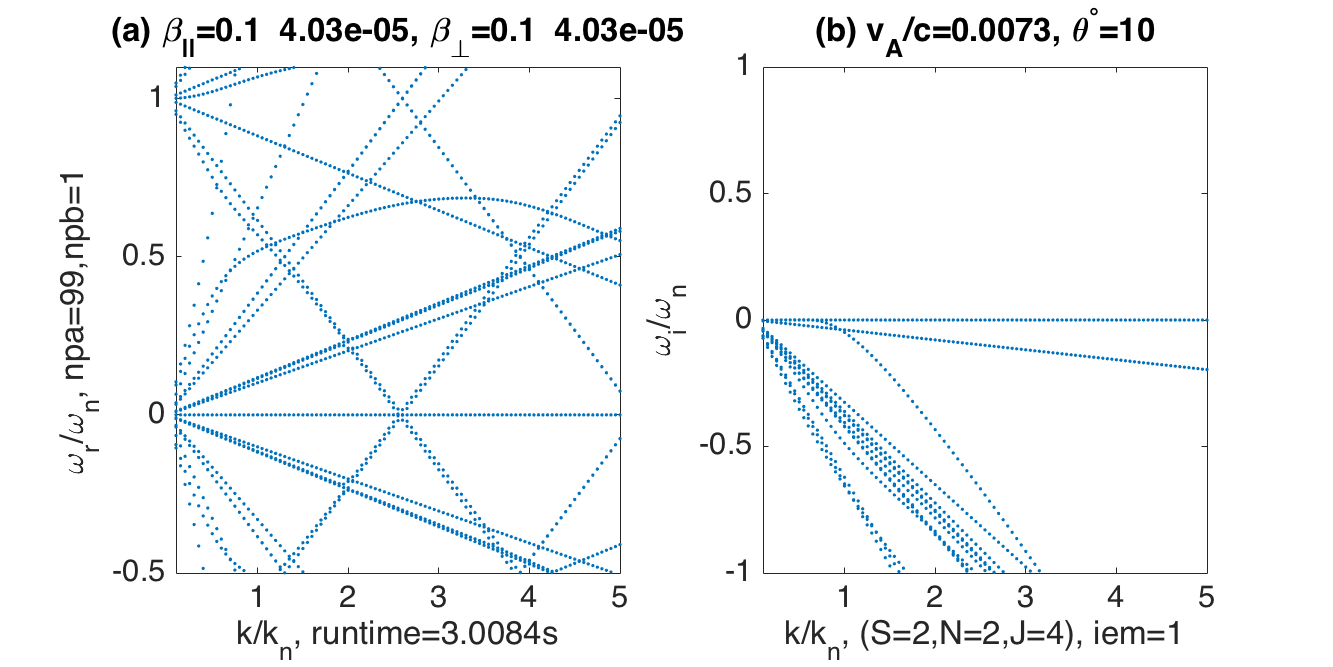 (a) β||=0.1 4.03e-05, β⊥=0.1 4.03e-05
1
0.5
0
-0.5
1 2 3 4 5
ωr/ωn, npa=99,npb=1
k/kn, runtime=3.0084s
(b) vA/c=0.0073, θ°=10
1
0.5
0
-0.5
-1
1 2 3 4 5
ωi/ωn
k/kn, (S=2,N=2,J=4), iem=1